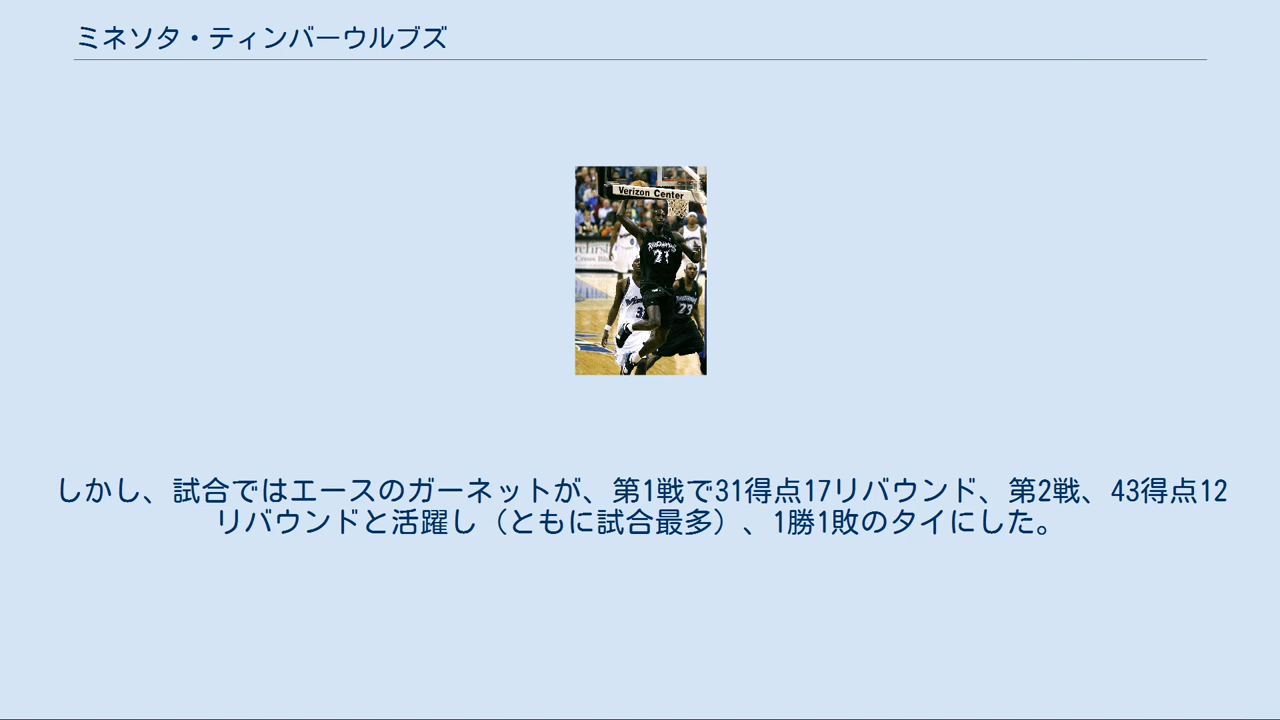 ミネソタ・ティンバーウルブズ
Verizon Center
21
23
しかし、試合ではエースのガーネットが、第1戦で31得点17リバウンド、第2戦、43得点12
リバウンドと活躍し（ともに試合最多）、1勝1敗のタイにした。